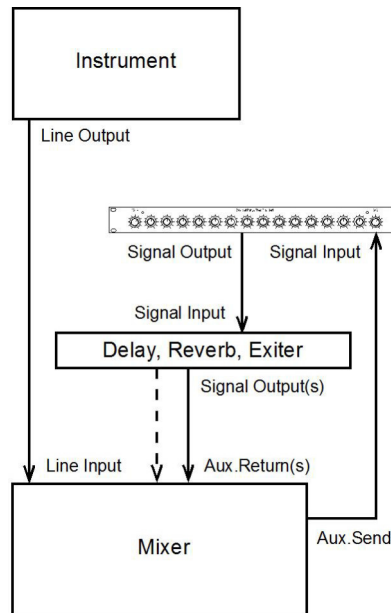 Instrument
Line Output
Signal Output Signal Input
Signal Input
Delay, Reverb, Exiter
Signal Output(s)
Line Input Aux.Return(s)
Mixer
Aux.Send